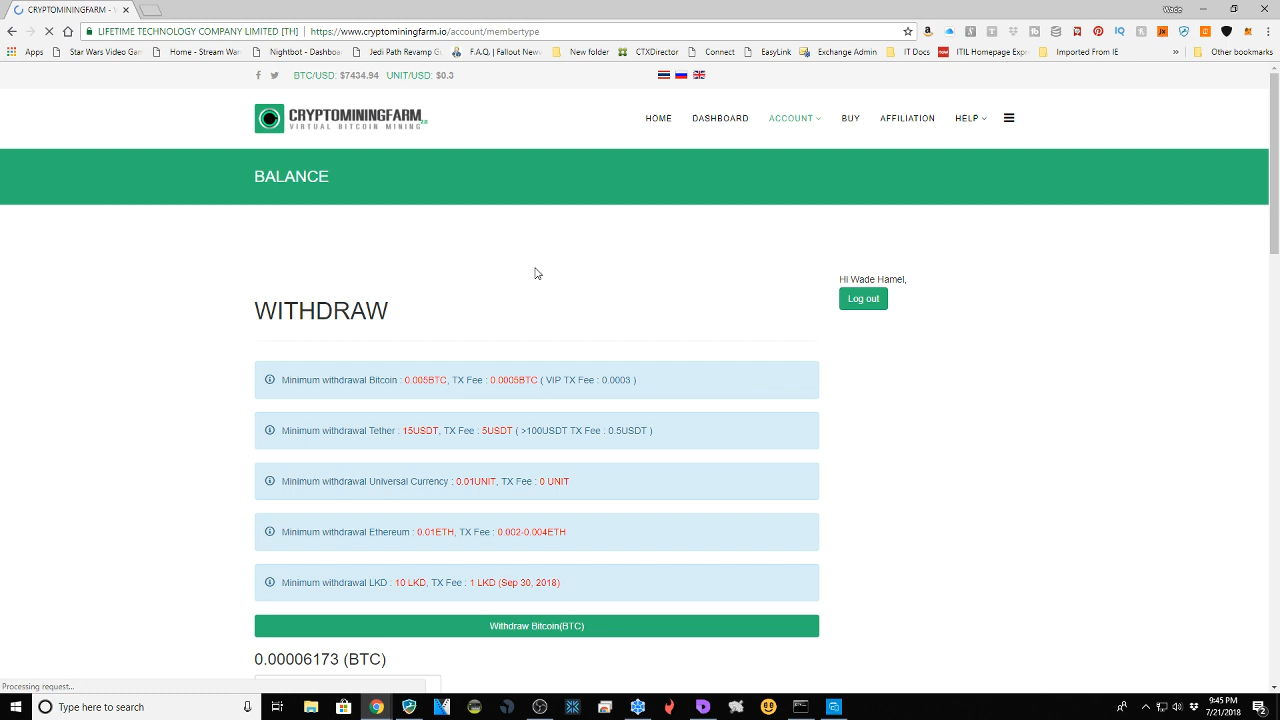 CRYPTOMININGFARM - V
Wade
LIFETIME TECHNOLOGY COMPANY LIMITED [TH]
https://www.cryptominingfarm.io/account/membertype
Apps
Star Wars Video Gam
Home - Stream War
Nightbot - Dashboa
Jedi Path Revised Co
F.A.Q. | Fallout New
New folder
CTXDirector
Connect
EasyLink
Exchange Admin
IT Docs
ITIL Homepage Exp
Imported From IE
»
Other bookmarks
BTC/USD: $7434.94 UNIT/USD: $0.3
CRYPTOMININGFARM
VIRTUAL BITCOIN MINING
HOME
DASHBOARD
ACCOUNT
BUY
AFFILIATION
HELP
BALANCE
Hi Wade Hamel,
Log out
WITHDRAW
Minimum withdrawal Bitcoin : 0.005BTC, TX Fee : 0.0005BTC ( VIP TX Fee : 0.0003 )
Minimum withdrawal Tether : 15USDT, TX Fee : 5USDT ( >100USDT TX Fee : 0.5USDT )
Minimum withdrawal Universal Currency : 0.01UNIT, TX Fee : 0 UNIT
Minimum withdrawal Ethereum : 0.01ETH, TX Fee : 0.002-0.004ETH
Minimum withdrawal LKD : 10 LKD, TX Fee : 1 LKD (Sep 30, 2018)
Withdraw Bitcoin(BTC)
0.00006173 (BTC)
Processing request...
Type here to search
9:45 PM
7/21/2018